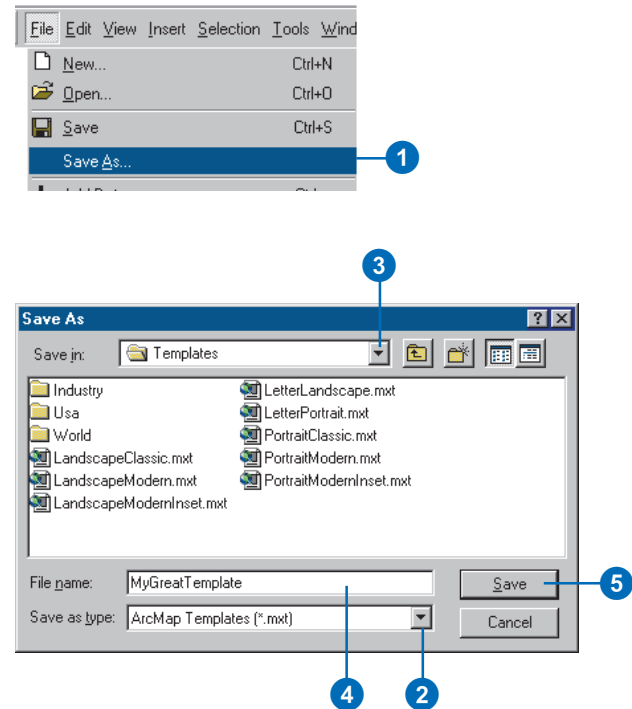 File Edit View Insert Selection Tools Wind
New... Ctrl+N
Open... Ctrl+O
Save Ctrl+S
Save As...
1
3
Save As
Save in: Templates
Industry
Usa
World
LandscapeClassic.mxt
LandscapeModern.mxt
LandscapeModernInset.mxt
LetterLandscape.mxt
LetterPortrait.mxt
PortraitClassic.mxt
PortraitModern.mxt
PortraitModernInset.mxt
File name: MyGreatTemplate Save 5
Save as type: ArcMap Templates (*.mxt) Cancel
4 2